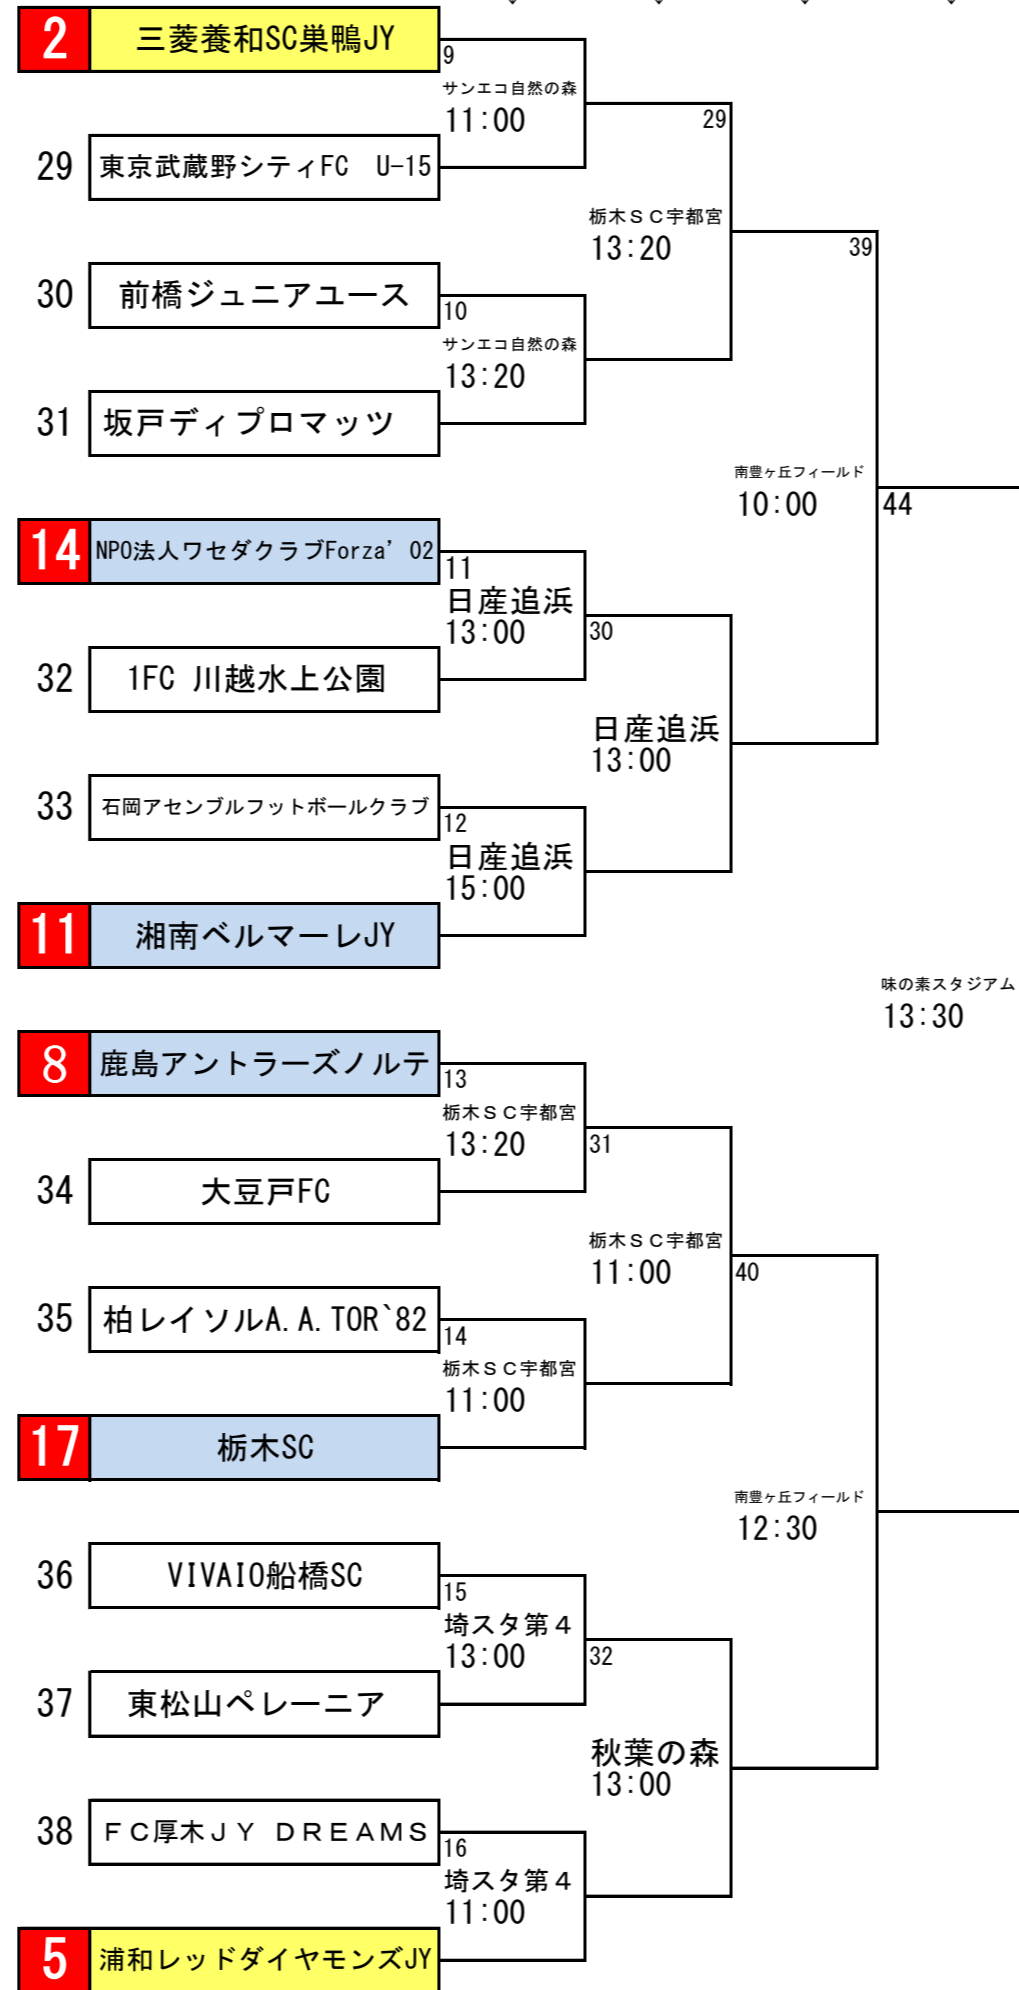 2 三菱養和SC巣鴨JY
9
サンエコ自然の森
11:00
29
29 東京武蔵野シティFC U-15
栃木ＳＣ宇都宮
13:20
39
30 前橋ジュニアユース
10
サンエコ自然の森
13:20
31 坂戸ディプロマッツ
南豊ヶ丘フィールド
10:00
44
14 NPO法人ワセダクラブForza’02
11
日産追浜
13:00
30
32 1FC 川越水上公園
日産追浜
13:00
33 石岡アセンブルフットボールクラブ
12
日産追浜
15:00
11 湘南ベルマーレJY
味の素スタジアム
13:30
8 鹿島アントラーズノルテ
13
栃木ＳＣ宇都宮
13:20
31
34 大豆戸FC
栃木ＳＣ宇都宮
11:00
40
35 柏レイソルA.A.TOR`82
14
栃木ＳＣ宇都宮
11:00
17 栃木SC
南豊ヶ丘フィールド
12:30
36 VIVAIO船橋SC
15
埼スタ第４
13:00
32
37 東松山ペレーニア
秋葉の森
13:00
38 ＦＣ厚木ＪＹ ＤＲＥＡＭＳ
16
埼スタ第４
11:00
5 浦和レッドダイヤモンズJY